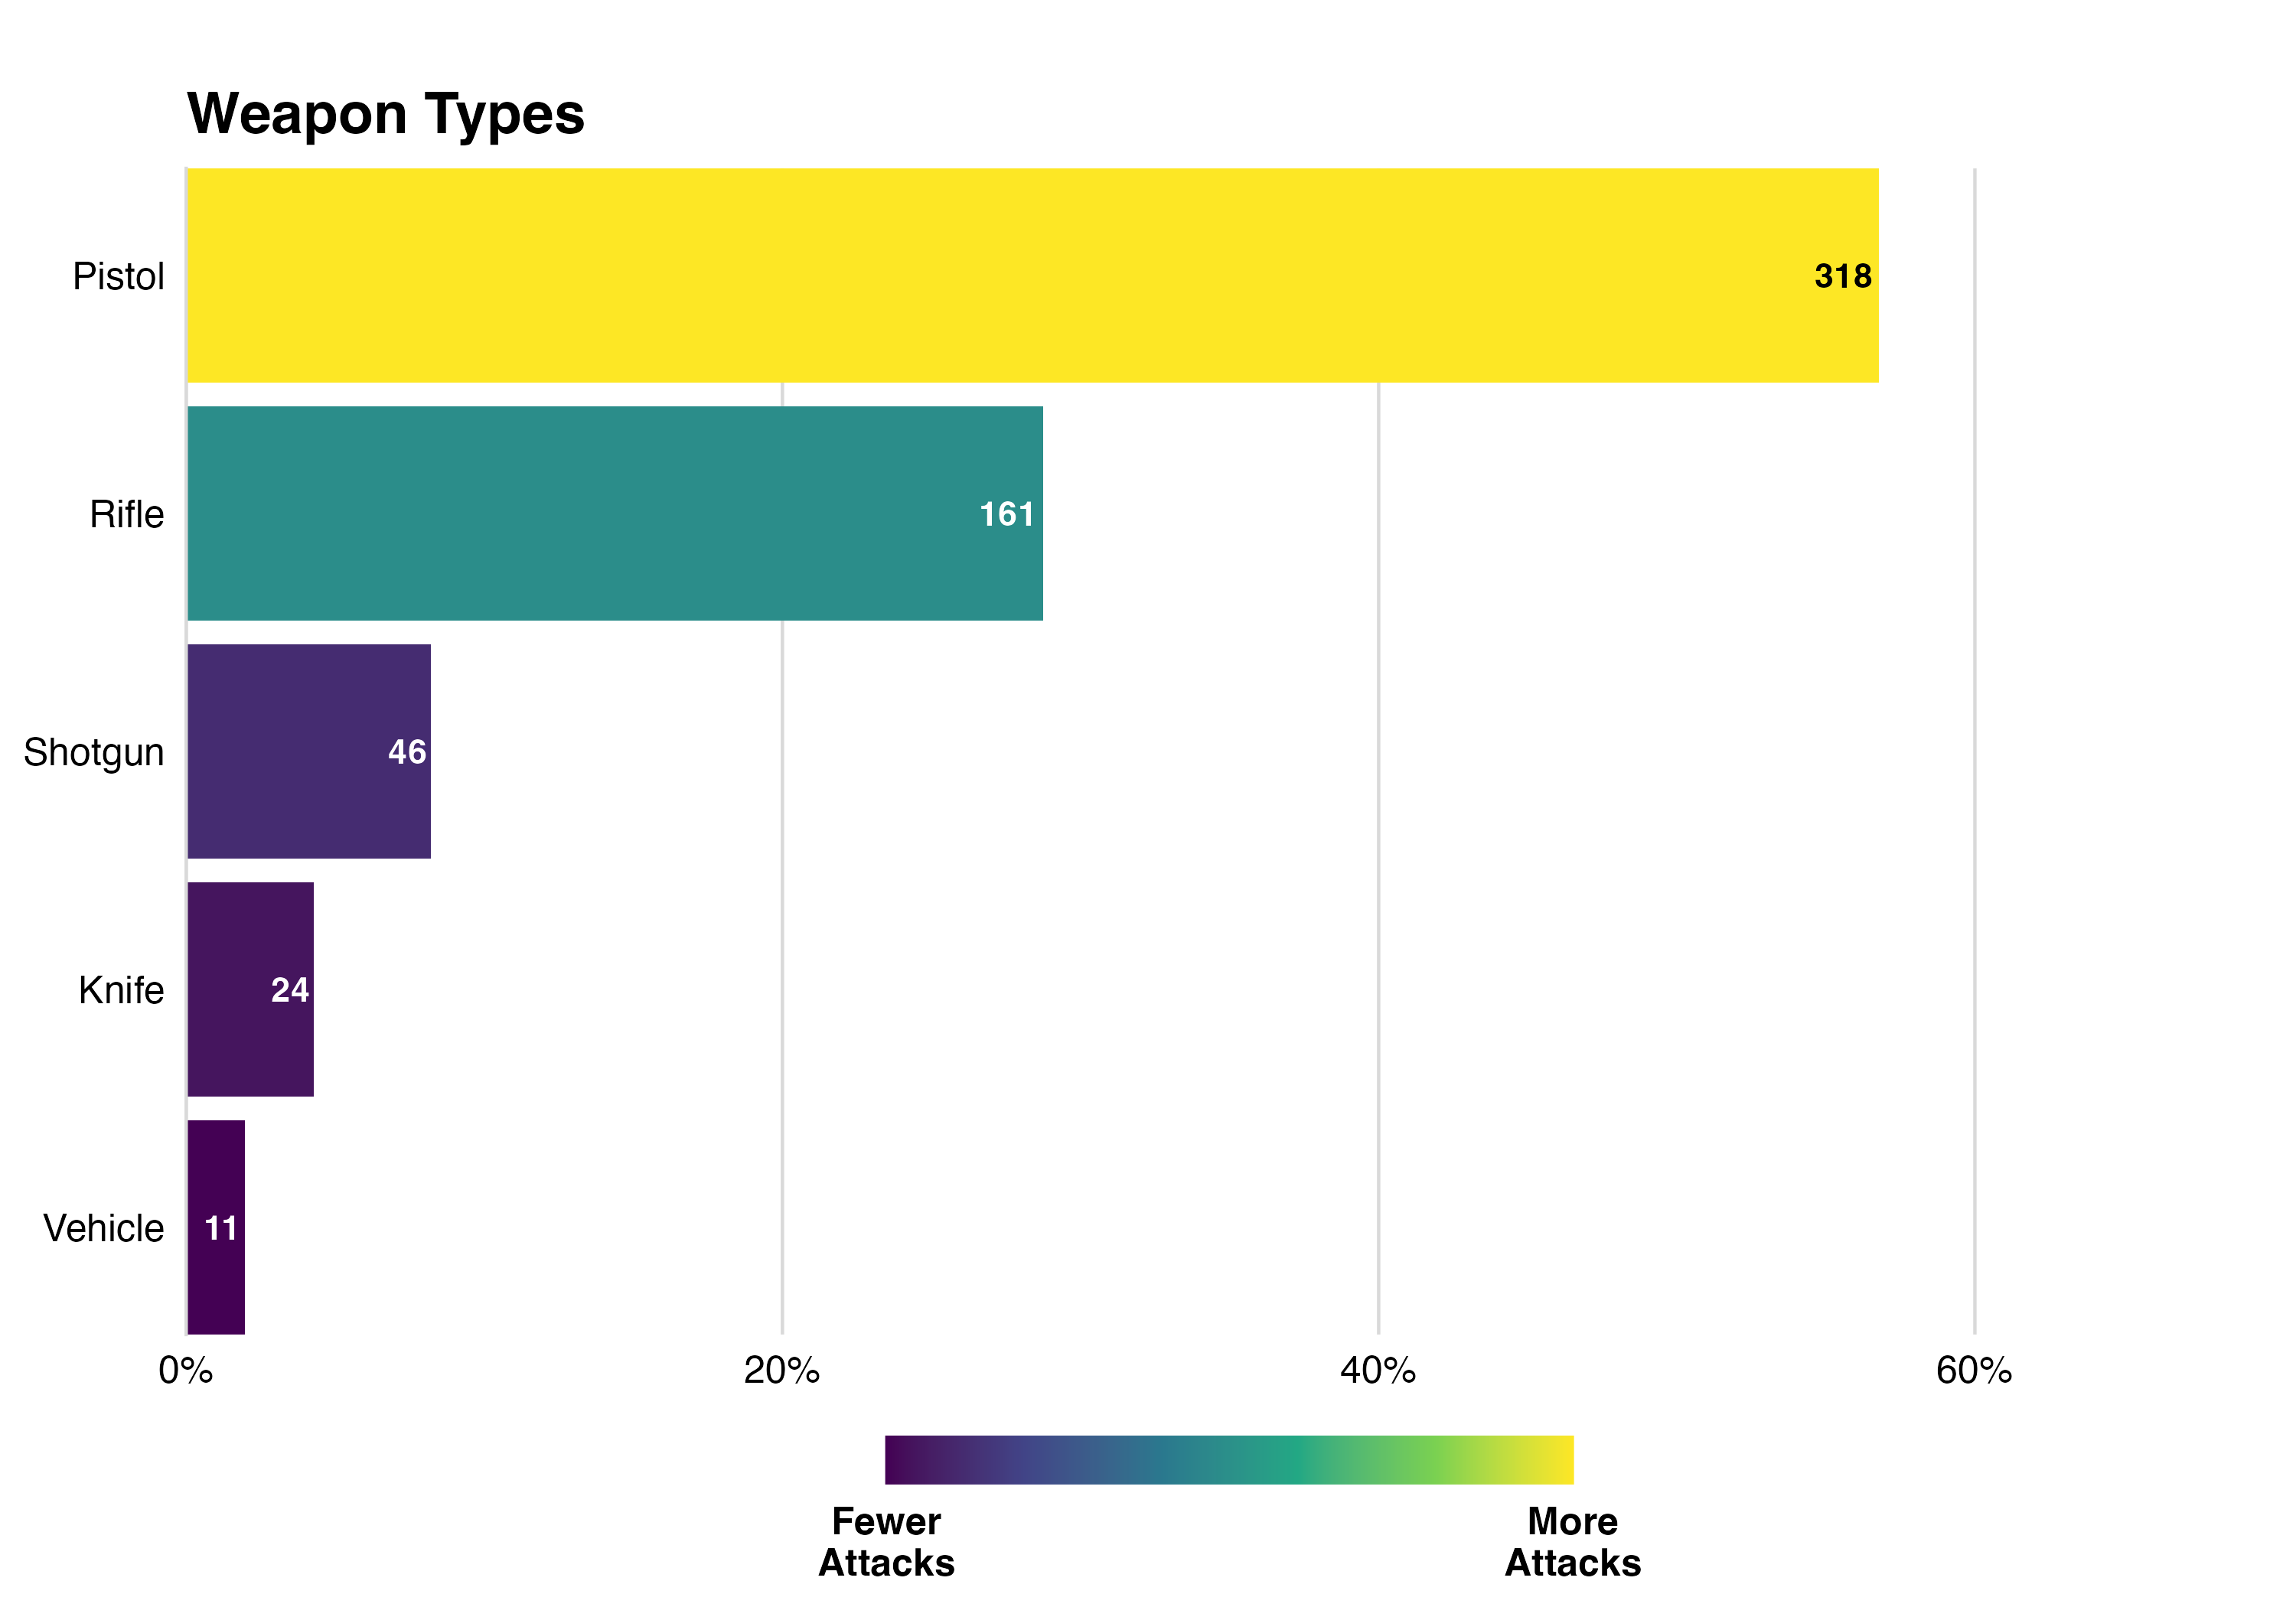 Weapon Types
Pistol
318
Rifle
161
Shotgun
46
Knife
24
Vehicle
11
0%
20%
40%
60%
Fewer
Attacks
More
Attacks